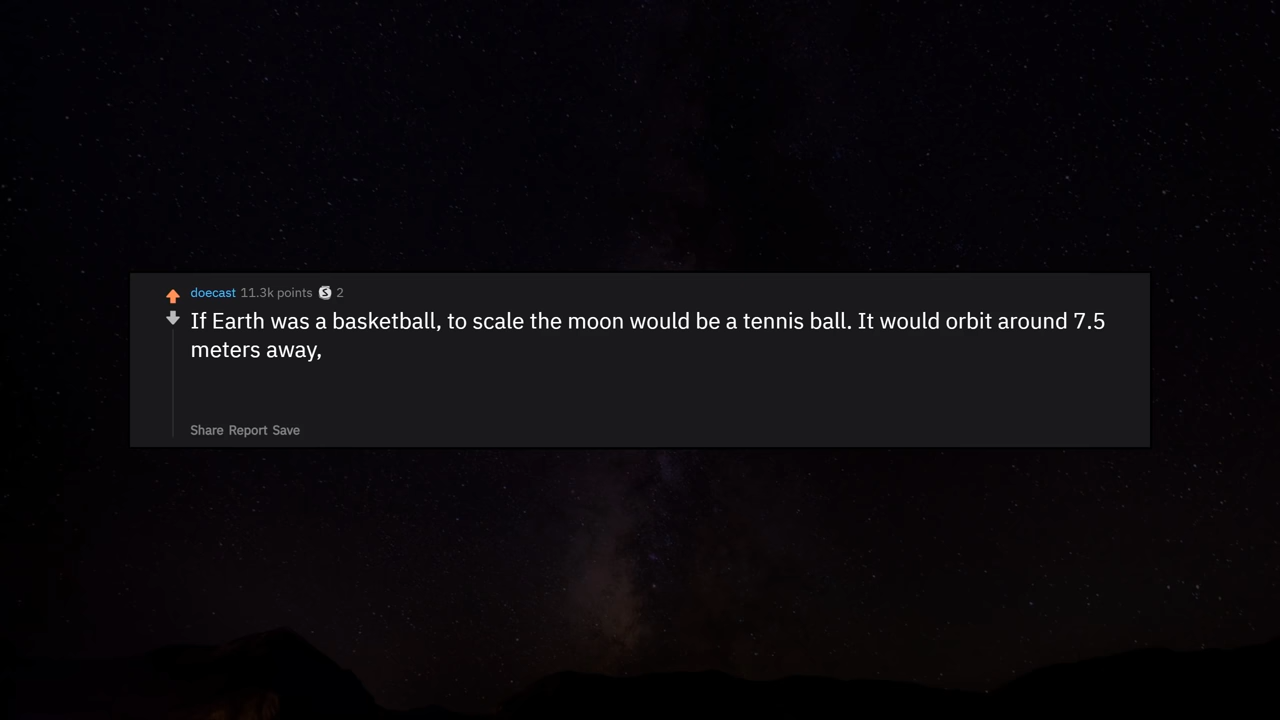 doecast 11.3k points S 2
If Earth was a basketball, to scale the moon would be a tennis ball. It would orbit around 7.5
meters away,
Share Report Save